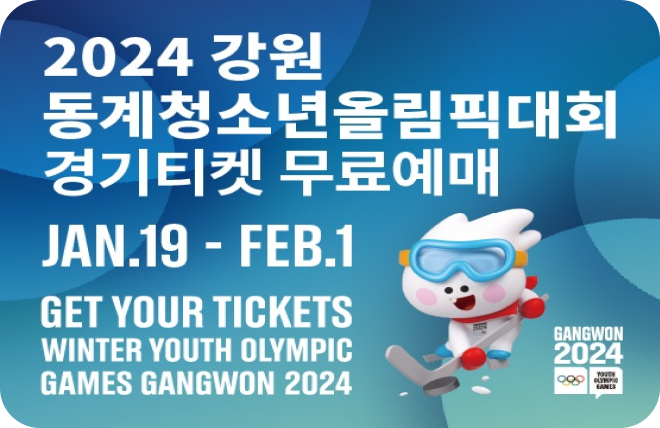 2024 강원
동계청소년올림픽대회
경기티켓 무료예매
JAN.19 - FEB.1
GET YOUR TICKETS
WINTER YOUTH OLYMPIC
GAMES GANGWON 2024
GANGWON
2024
YOUTH
OLYMPIC
GAMES